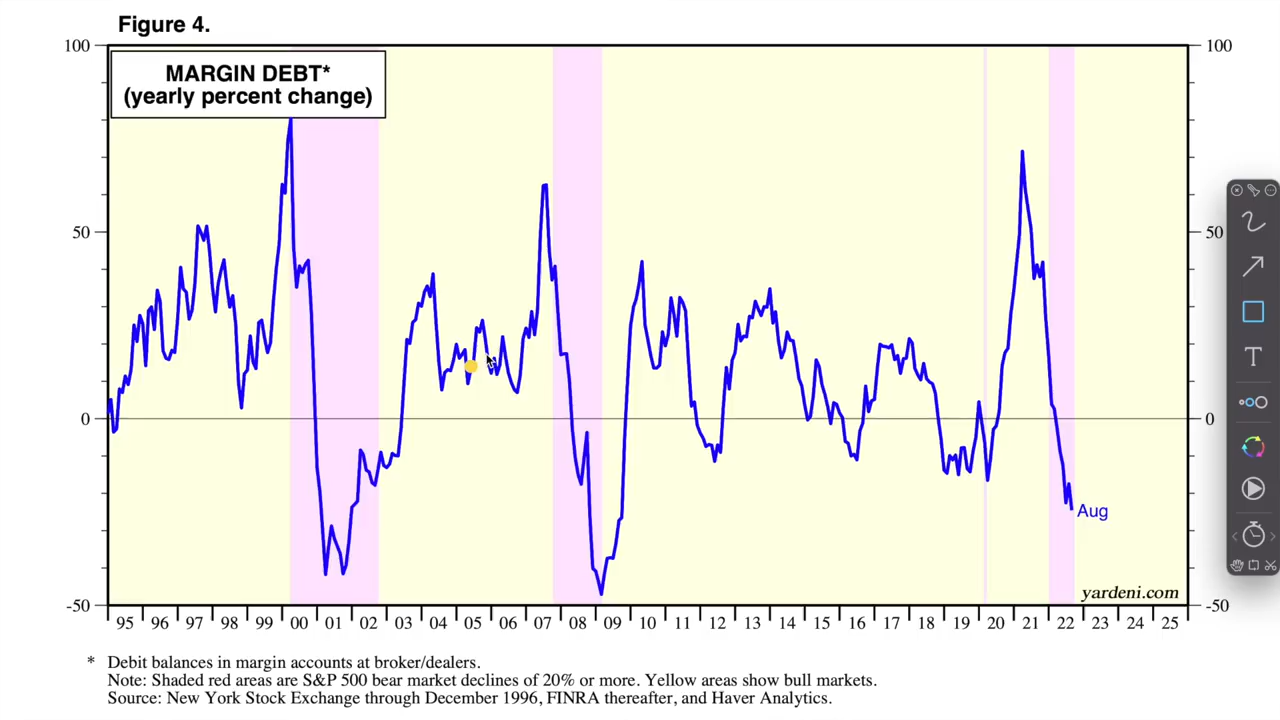 Figure 4.
100
100
MARGIN DEBT*
(yearly percent change)
50
50
0
0
Aug
yardeni.com
-50
-50
95 96 97 98 99 00 01 02 03 04 05 06 07 08 09 10 11 12 13 14 15 16 17 18 19 20 21 22 23 24 25
* Debit balances in margin accounts at broker/dealers.
Note: Shaded red areas are S&P 500 bear market declines of 20% or more. Yellow areas show bull markets.
Source: New York Stock Exchange through December 1996, FINRA thereafter, and Haver Analytics.
T